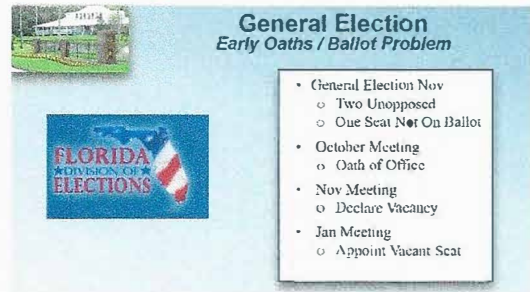 General Election
Early Oaths / Ballot Problem
FLORIDA
★DIVISION OF★
ELECTIONS
• General Election Nov
o Two Unopposed
o One Seat Not On Ballot
• October Meeting
o Oath of Office
• Nov Meeting
o Declare Vacancy
• Jan Meeting
o Appoint Vacant Seat